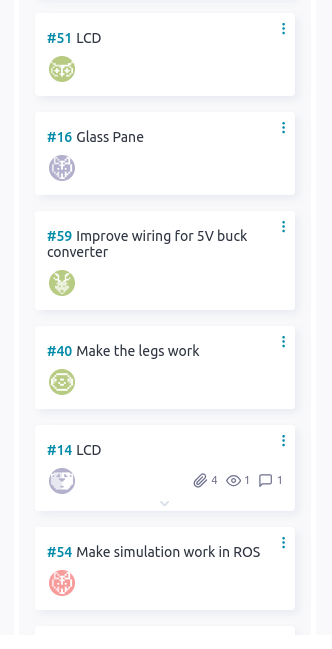 #51 LCD
#16 Glass Pane
#59 Improve wiring for 5V buck
converter
#40 Make the legs work
#14 LCD
4 1 1
#54 Make simulation work in ROS